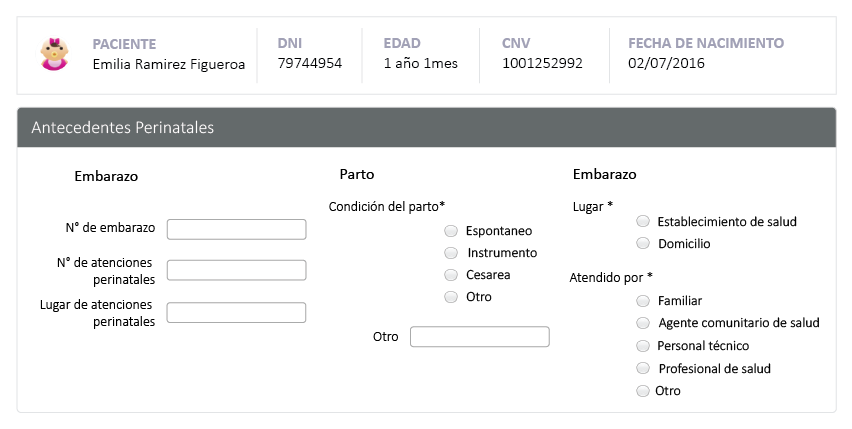 PACIENTE
Emilia Ramirez Figueroa
DNI
79744954
EDAD
1 año 1mes
CNV
1001252992
FECHA DE NACIMIENTO
02/07/2016
Antecedentes Perinatales
Embarazo
N° de embarazo
N° de atenciones
perinatales
Lugar de atenciones
perinatales
Parto
Condición del parto*
Espontaneo
Instrumento
Cesarea
Otro
Otro
Embarazo
Lugar *
Establecimiento de salud
Domicilio
Atendido por *
Familiar
Agente comunitario de salud
Personal técnico
Profesional de salud
Otro